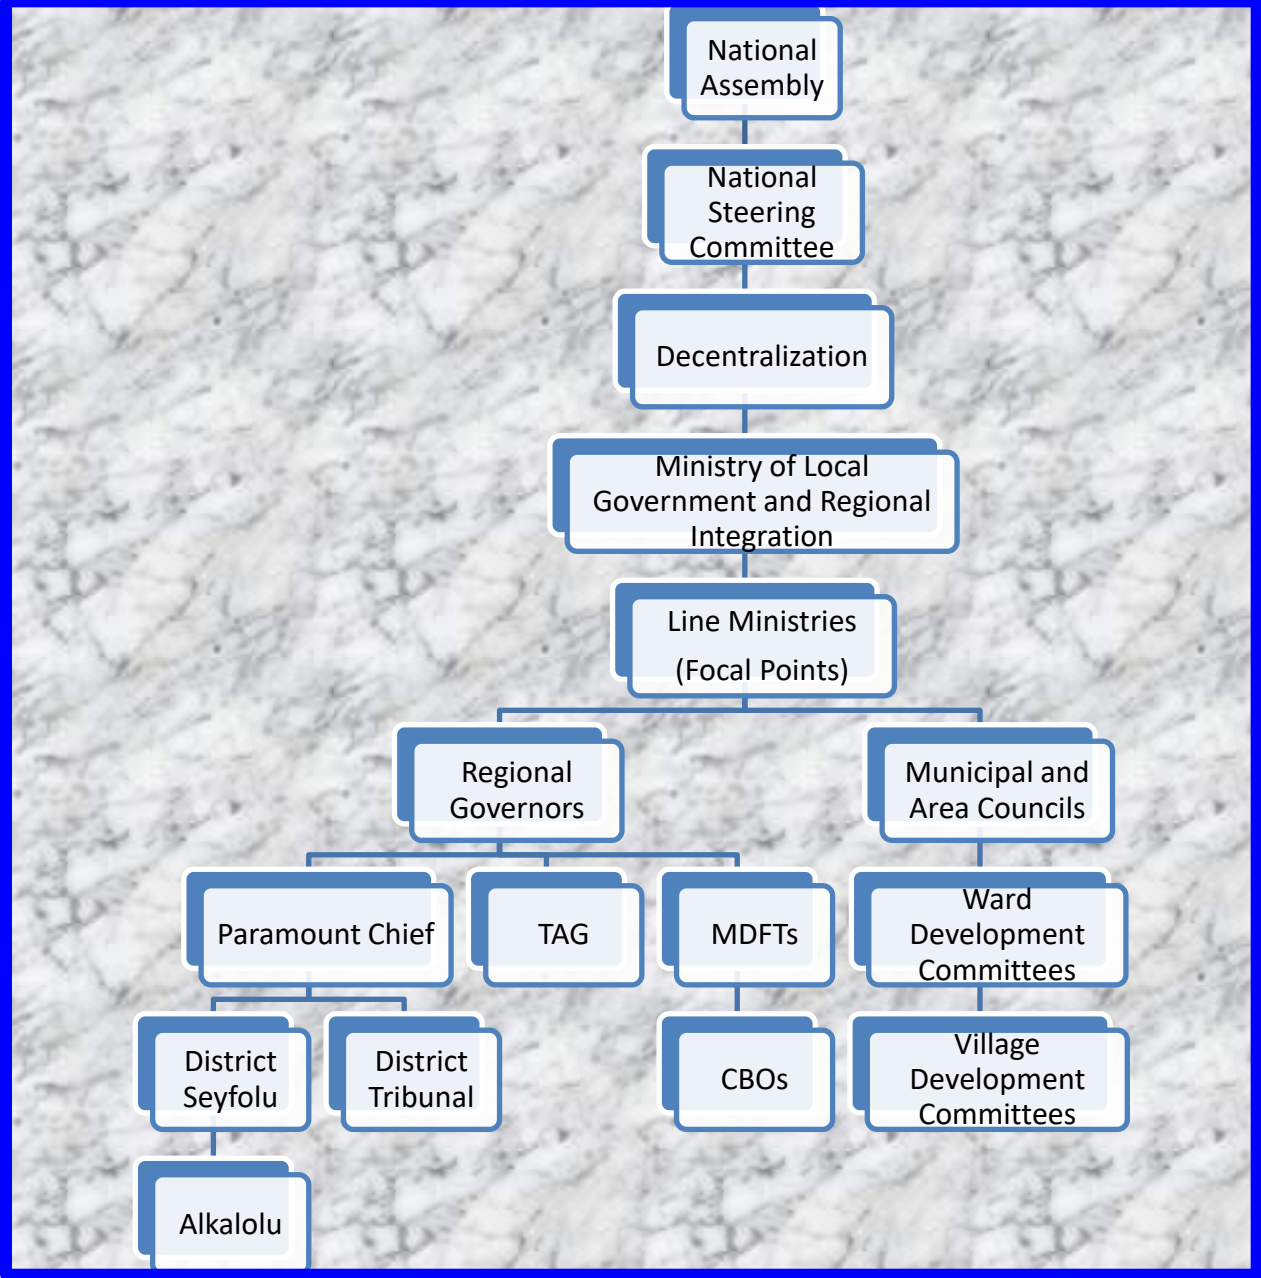 National
Assembly
National
Steering
Committee
Decentralization
Ministry of Local
Government and Regional
Integration
Line Ministries
(Focal Points)
Regional
Governors
Municipal and
Area Councils
Paramount Chief
TAG
MDFTs
Ward
Development
Committees
District
Seyfolu
District
Tribunal
CBOs
Village
Development
Committees
Alkalolu